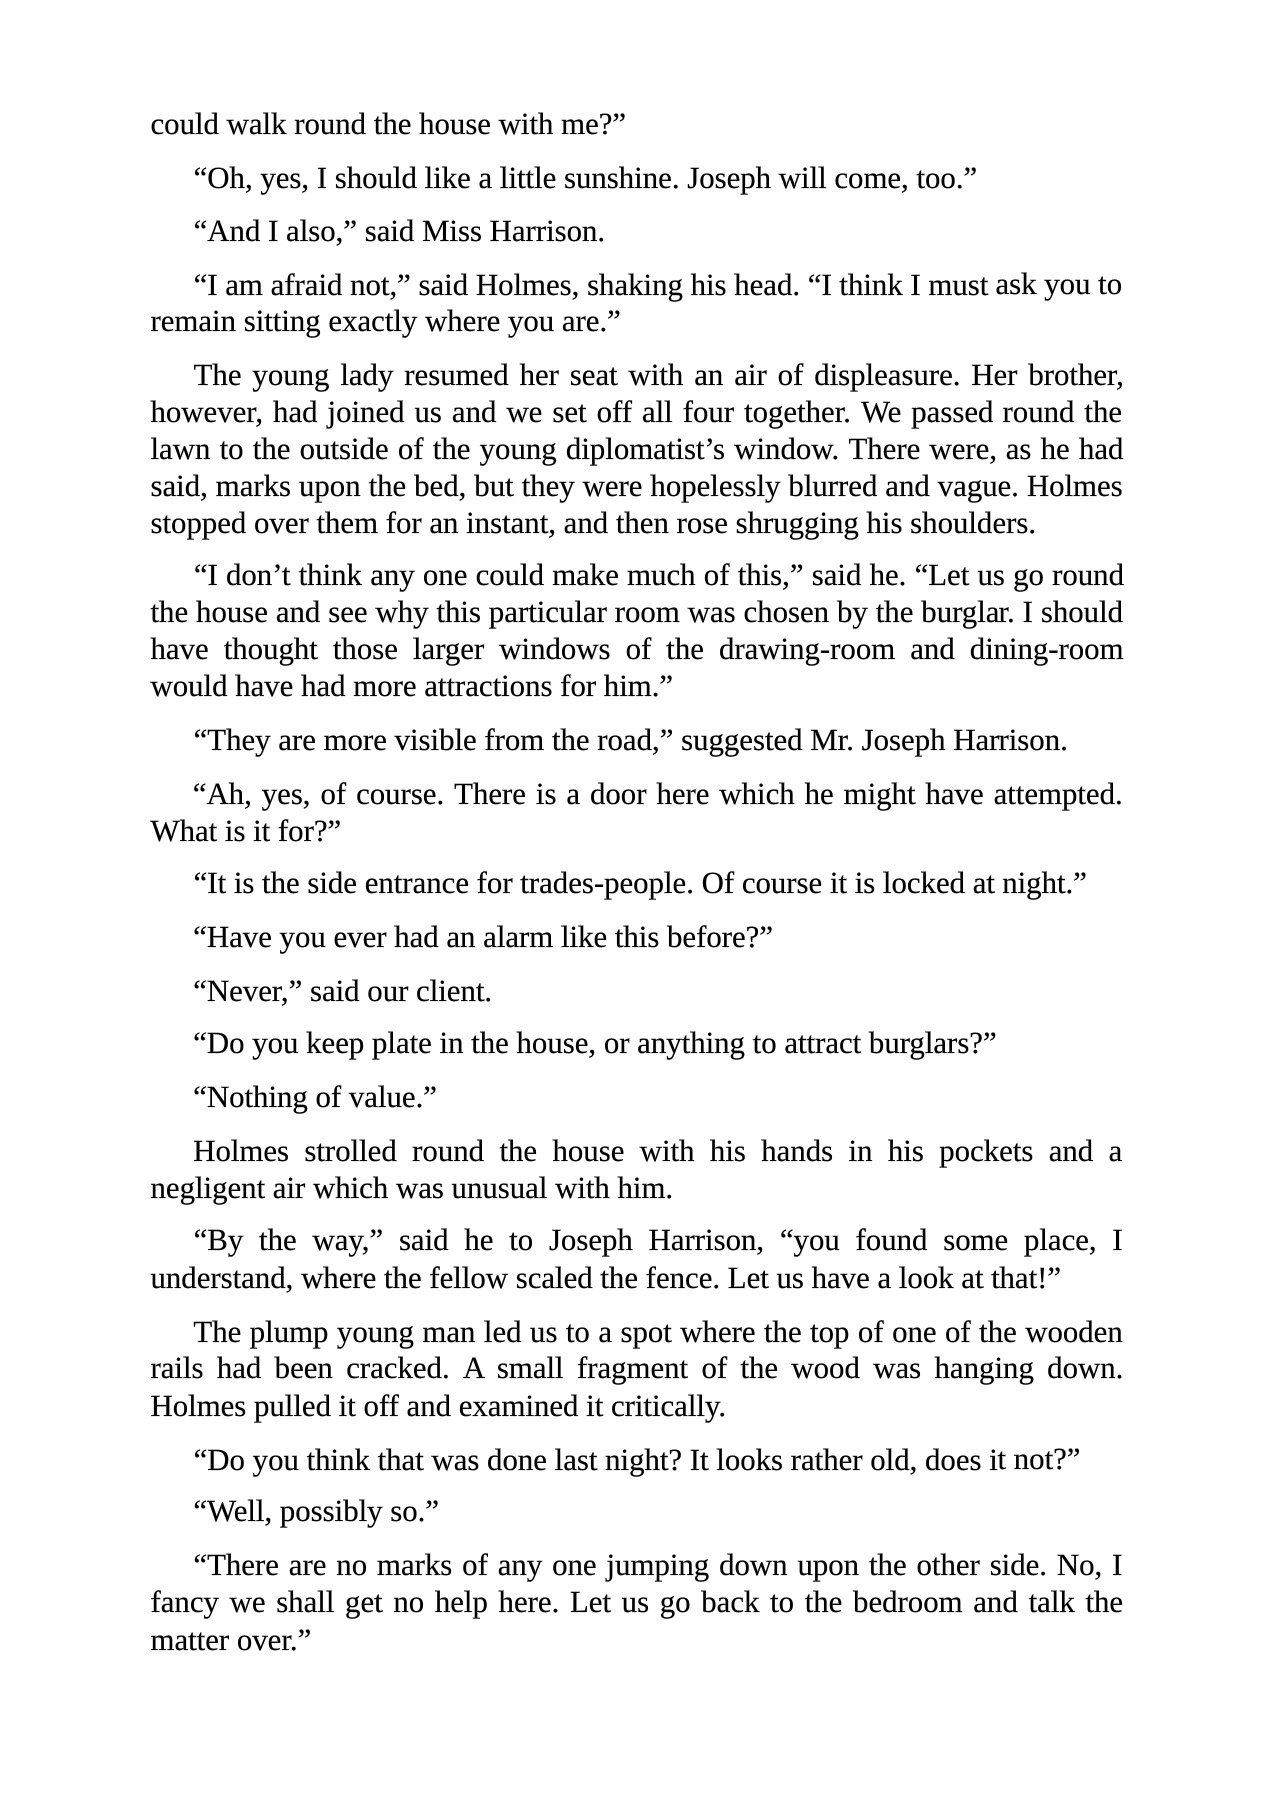 could walk round the house with me?”
“Oh, yes, I should like a little sunshine. Joseph will come, too.”
“And I also,” said Miss Harrison.
“I am afraid not,” said Holmes, shaking his head. “I think I must ask you to
remain sitting exactly where you are.”
The young lady resumed her seat with an air of displeasure. Her brother,
however, had joined us and we set off all four together. We passed round the
lawn to the outside of the young diplomatist’s window. There were, as he had
said, marks upon the bed, but they were hopelessly blurred and vague. Holmes
stopped over them for an instant, and then rose shrugging his shoulders.
“I don’t think any one could make much of this,” said he. “Let us go round
the house and see why this particular room was chosen by the burglar. I should
have thought those larger windows of the drawing-room and dining-room
would have had more attractions for him.”
“They are more visible from the road,” suggested Mr. Joseph Harrison.
“Ah, yes, of course. There is a door here which he might have attempted.
What is it for?”
“It is the side entrance for trades-people. Of course it is locked at night.”
“Have you ever had an alarm like this before?”
“Never,” said our client.
“Do you keep plate in the house, or anything to attract burglars?”
“Nothing of value.”
Holmes strolled round the house with his hands in his pockets and a
negligent air which was unusual with him.
“By the way,” said he to Joseph Harrison, “you found some place, I
understand, where the fellow scaled the fence. Let us have a look at that!”
The plump young man led us to a spot where the top of one of the wooden
rails had been cracked. A small fragment of the wood was hanging down.
Holmes pulled it off and examined it critically.
“Do you think that was done last night? It looks rather old, does it not?”
“Well, possibly so.”
“There are no marks of any one jumping down upon the other side. No, I
fancy we shall get no help here. Let us go back to the bedroom and talk the
matter over.”